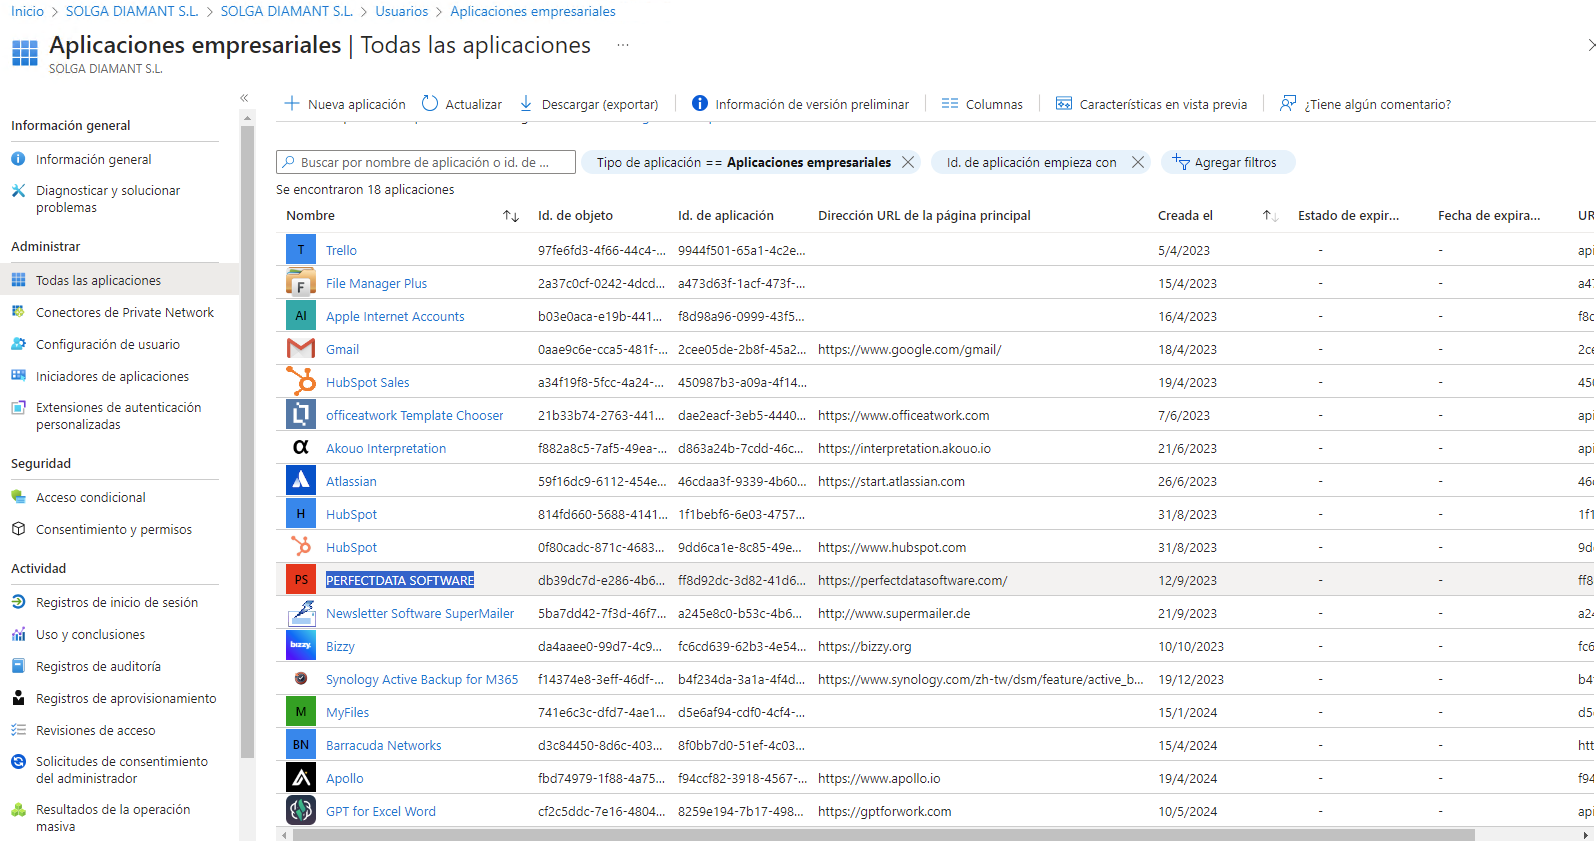 Inicio > SOLGA DIAMANT S.L. > SOLGA DIAMANT S.L. > Usuarios > Aplicaciones empresariales
Aplicaciones empresariales | Todas las aplicaciones ...
SOLGA DIAMANT S.L.
Nueva aplicación Actualizar Descargar (exportar) Información de versión preliminar Columnas Características en vista previa ¿Tiene algún comentario?
Información general
Información general
Diagnosticar y solucionar
problemas
Administrar
Todas las aplicaciones
Conectores de Private Network
Configuración de usuario
Iniciadores de aplicaciones
Extensiones de autenticación
personalizadas
Seguridad
Acceso condicional
Consentimiento y permisos
Actividad
Registros de inicio de sesión
Uso y conclusiones
Registros de auditoría
Registros de aprovisionamiento
Revisiones de acceso
Solicitudes de consentimiento
del administrador
Resultados de la operación
masiva
Buscar por nombre de aplicación o id. de ... Tipo de aplicación == Aplicaciones empresariales Id. de aplicación empieza con Agregar filtros
Se encontraron 18 aplicaciones
Nombre Id. de objeto Id. de aplicación Dirección URL de la página principal Creada el Estado de expir... Fecha de expira... UR
T Trello 97fe6fd3-4f66-44c4-... 9944f501-65a1-4c2e... 5/4/2023 - - api
F File Manager Plus 2a37c0cf-0242-4dcd... a473d63f-1acf-473f-... 15/4/2023 - - a47
AI Apple Internet Accounts b03e0aca-e19b-441... f8d98a96-0999-43f5... 16/4/2023 - - f8d
Gmail 0aae9c6e-cca5-481f-... 2cee05de-2b8f-45a2... https://www.google.com/gmail/ 18/4/2023 - - 2ce
HubSpot Sales a34f19f8-5fcc-4a24-... 450987b3-a09a-4f14... 19/4/2023 - - 450
officeatwork Template Chooser 21b33b74-2763-441... dae2eacf-3eb5-4440... https://www.officeatwork.com 7/6/2023 - - api
α Akouo Interpretation f882a8c5-7af5-49ea-... d863a24b-7cdd-46c... https://interpretation.akouo.io 21/6/2023 - - api
Atlassian 59f16dc9-6112-454e... 46cdaa3f-9339-4b60... https://start.atlassian.com 26/6/2023 - - 46c
H HubSpot 814fd660-5688-4141... 1f1bebf6-6e03-4757... 31/8/2023 - - 1f1
HubSpot 0f80cadc-871c-4683... 9dd6ca1e-8c85-49e... https://www.hubspot.com 31/8/2023 - - 9d
PS PERFECTDATA SOFTWARE db39dc7d-e286-4b6... ff8d92dc-3d82-41d6... https://perfectdatasoftware.com/ 12/9/2023 - - ff8
Newsletter Software SuperMailer 5ba7dd42-7f3d-46f7... a245e8c0-b53c-4b6... http://www.supermailer.de 21/9/2023 - - a24
bizzy. Bizzy da4aaee0-99d7-4c9... fc6cd639-62b3-4e54... https://bizzy.org 10/10/2023 - - fc6
Synology Active Backup for M365 f14374e8-3eff-46df-... b4f234da-3a1a-4f4d... https://www.synology.com/zh-tw/dsm/feature/active_b... 19/12/2023 - - b4f
M MyFiles 741e6c3c-dfd7-4ae1... d5e6af94-cdf0-4cf4-... 15/1/2024 - - d5
BN Barracuda Networks d3c84450-8d6c-403... 8f0bb7d0-51ef-4c03... 15/4/2024 - - htt
Apollo fbd74979-1f88-4a75... f94ccf82-3918-4567-... https://www.apollo.io 19/4/2024 - - f94
GPT for Excel Word cf2c5ddc-7e16-4804... 8259e194-7b17-498... https://gptforwork.com 10/5/2024 - - api